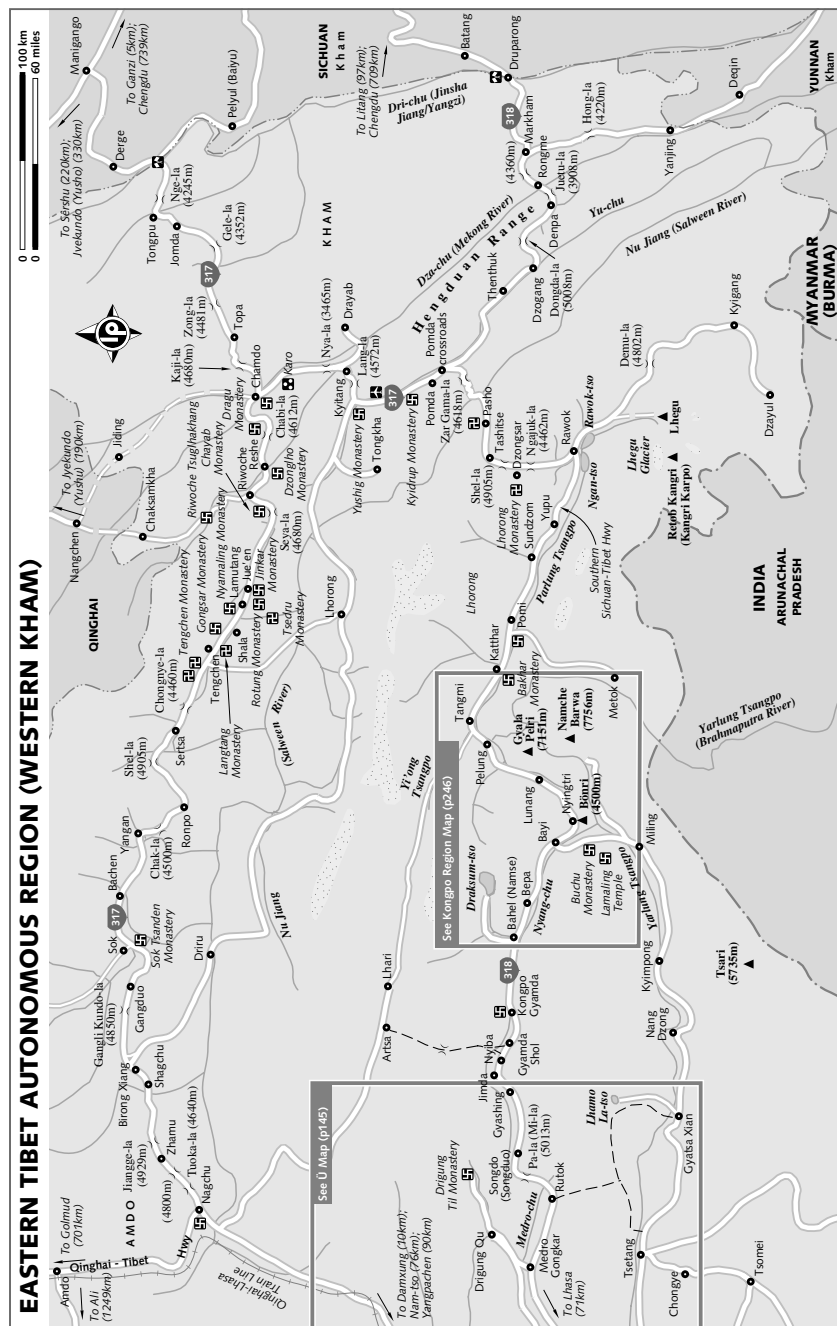 EASTERN TIBET AUTONOMOUS REGION (WESTERN KHAM)
0
100 km
0
60 miles
To Golmud
(701km)
Amdo
To Ali
(1249km)
Qinghai - Tibet
Hwy
Qinghai-Lhasa
Train Line
AMDO
Jiangge-la
(4929m)
Zhamu
(4800m)
Tuoka-la (4640m)
Nagchu
Birong Xiang
Shagchu
Gangli Kundo-la
(4850m)
Gangduo
Sok
317
Sok Tsanden
Monastery
Driru
Bachen
Yangan
Chak-la
(4500m)
Ronpo
Shel-la
(4905m)
Sertsa
Chongnye-la
(4460m)
Tengchen Monastery
Gongsar Monastery
Nyamaling Monastery
Tengchen
Langtang
Monastery
Shala
Rotung Monastery
Lamutang
Jue'en
Jinkar
Monastery
Tsedru
Monastery
QINGHAI
Nangchen
To Jyekundo
(Yushu) (190km)
Chaksamkha
Jiding
Riwoche Tsuglhakhang
Chayab
Monastery
Riwoche
Seya-la
(4680m)
Dzonglho
Monastery
Reshe
Dragu
Monastery
Chabi-la
(4612m)
Chamdo
Karo
Kaji-la
(4680m)
Zong-la
(4481m)
Topa
317
Gele-la
(4352m)
Jomda
Tongpu
Nge-la
(4245m)
Derge
To Sêrshu (220km);
Jyekundo (Yusho) (330km)
Manigango
To Ganzi (5km);
Chengdu (739km)
Pelyul (Baiyu)
SICHUAN
Kham
KHAM
Nya-la (3465m)
Drayab
Lang-la
(4572m)
Kyitang
Yushig Monastery
Tongkha
317
Kyidrup Monastery
Pomda
Pomda
crossroads
Lhorong
(Salween River)
Nu Jiang
Zar Gama-la
(4618m)
Pasho
Tashitse
Shel-la
(4905m)
Dzongsar
Lhorong
Monastery
Ngajuk-la
(4462m)
Rawok
Rawok-tso
Ngan-tso
Sundzom
Yupu
Southern
Sichuan-Tibet Hwy
Parlung Tsangpo
Lhorong
Pomi
Katthar
Bakhar
Monastery
Metok
Hengduan Range
Dza-chu (Mekong River)
Thenthuk
Dzogang
Dongda-la
(5008m)
Denpa
Juetu-la
(3908m)
Rongme
(4360m)
Markham
318
Druparong
Batang
To Litang (97km);
Chengdu (709km)
Dri-chu (Jinsha
Jiang/Yangzi)
Hong-la
(4220m)
Yanjing
Deqin
YUNNAN
Kham
Yu-chu
Nu Jiang (Salween River)
MYANMAR
(BURMA)
Demu-la
(4802m)
Kyigang
Dzayul
Lhegu
Lhegu
Glacier
Retob Kangri
(Kangri Karpo)
INDIA
ARUNACHAL
PRADESH
Yarlung Tsangpo
(Brahmaputra River)
Yi'ong
Tsangpo
Lhari
Artsa
See Kongpo Region Map (p246)
Tangmi
Pelung
Gyala
Pelri
(7151m)
Namche
Barwa
(7756m)
Lunang
Nyingtri
Bönri
(4500m)
Bayi
Draksum-tso
Bahel (Namse)
Bepa
Nyang-chu
Buchu
Monastery
Lamaling
Temple
Yarlung Tsangpo
Miling
318
Kongpo
Gyamda
Gyamda
Shol
Nyiba
Jimda
Gyashing
Kyimpong
Nang
Dzong
Tsari
(5735m)
See Ü Map (p145)
Drigung
Til Monastery
Songdo
(Songduo)
Pa-la (Mi-la)
(5013m)
Rutok
Medro-chu
Medro
Gongkar
Drigung Qu
To Damxung (10km);
Nam-tso (76km);
Yangpachen (90km)
To Lhasa
(71km)
Lhamo
La-tso
Gyatsa Xian
Tsetang
Chongye
Tsomei